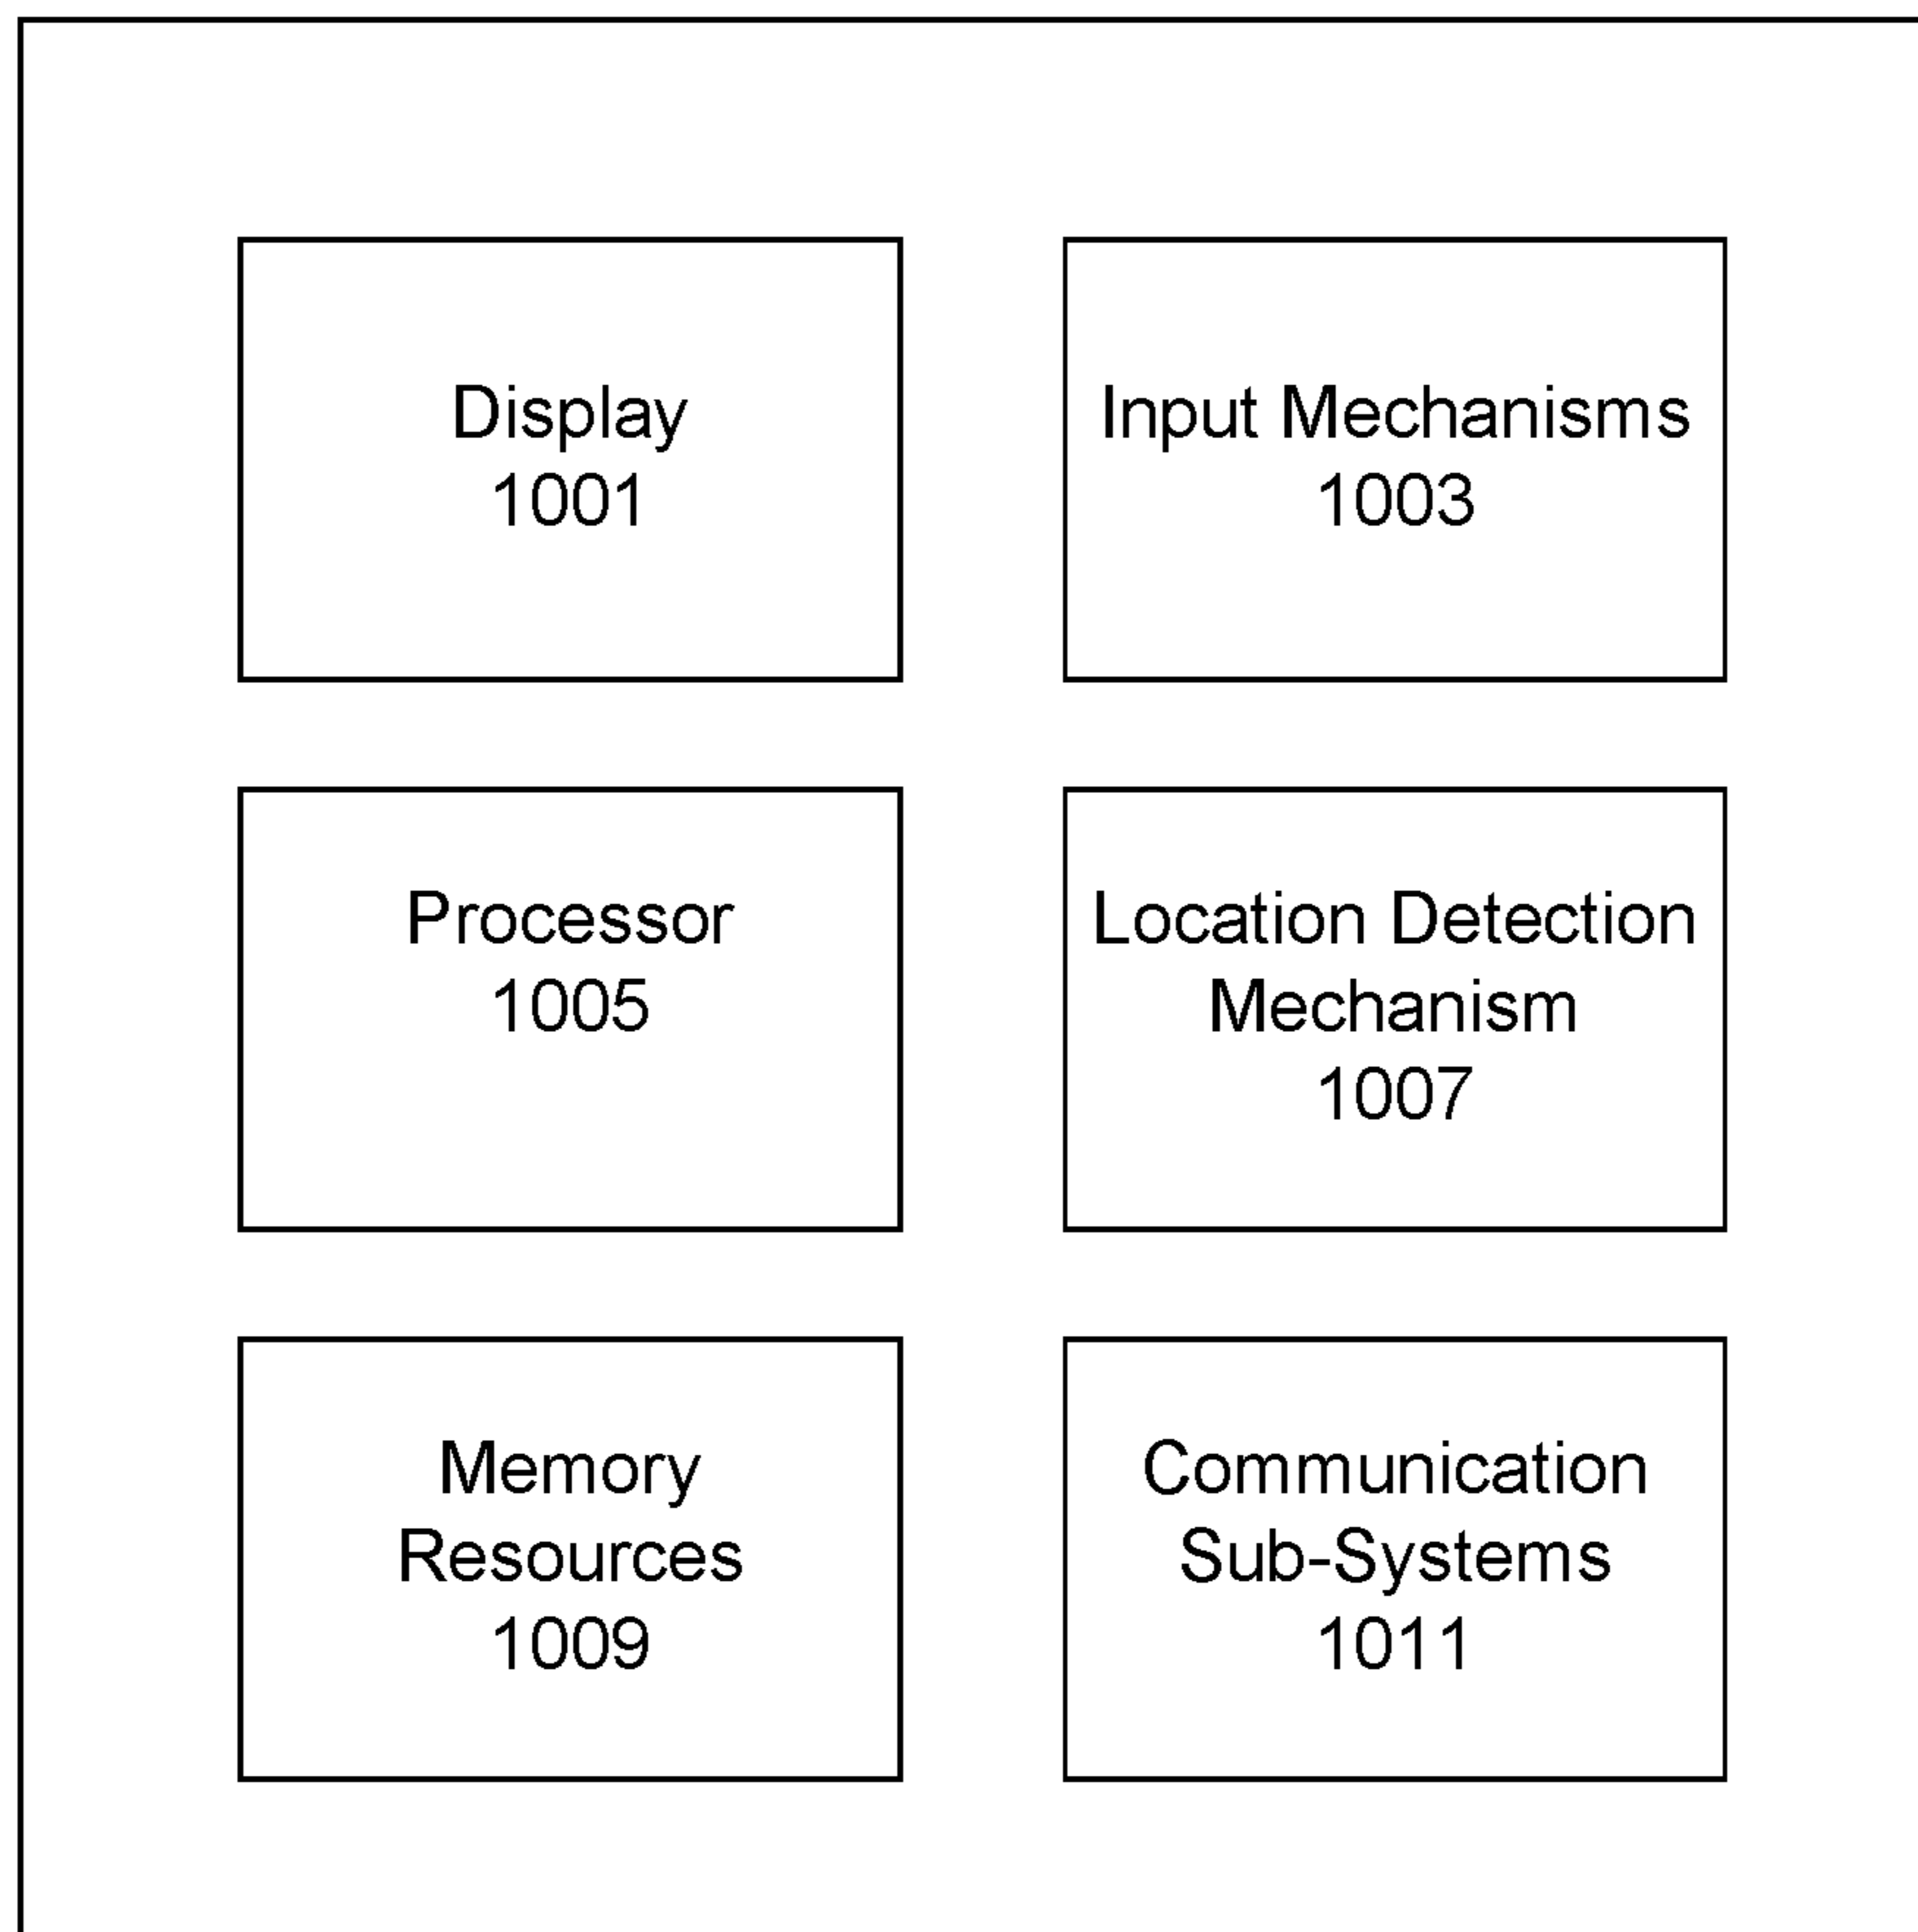 Display
1001
Input Mechanisms
1003
Processor
1005
Location Detection
Mechanism
1007
Memory
Resources
1009
Communication
Sub-Systems
1011